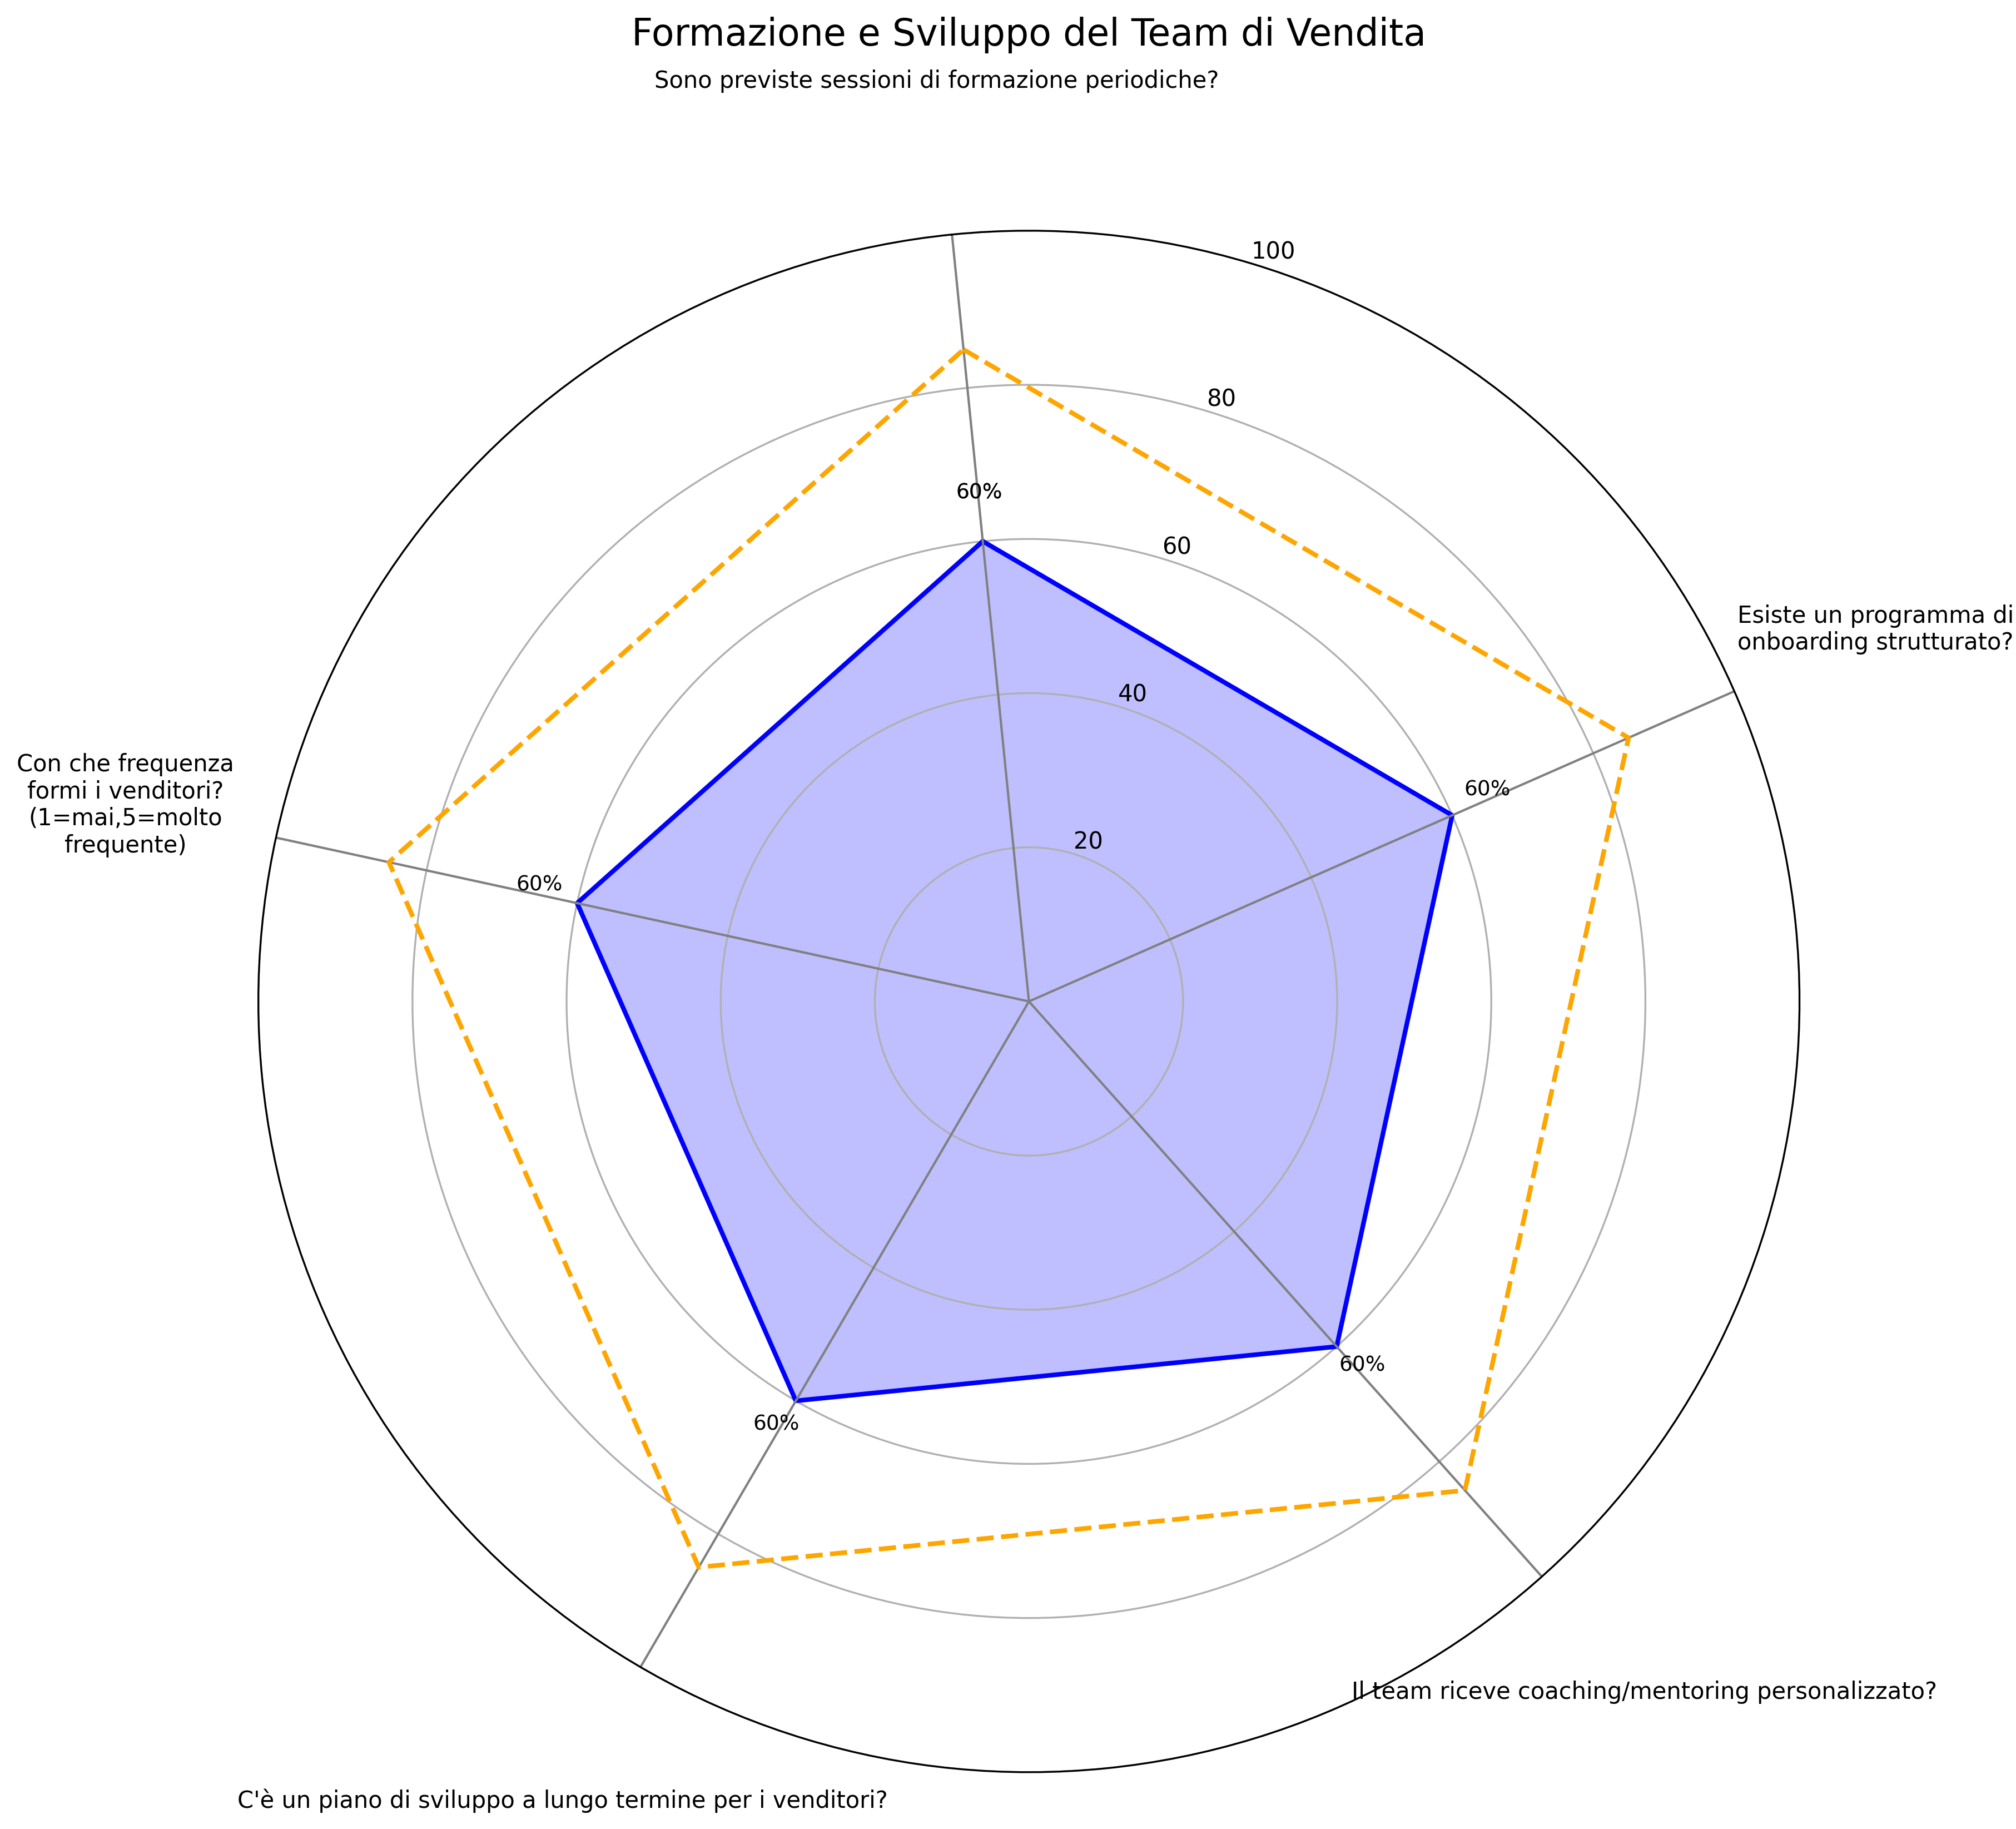 Formazione e Sviluppo del Team di Vendita
Sono previste sessioni di formazione periodiche?
100
80
60%
60
Esiste un programma di
onboarding strutturato?
40
Con che frequenza
formi i venditori?
(1=mai,5=molto
frequente)
60%
20
60%
60%
60%
Il team riceve coaching/mentoring personalizzato?
C'è un piano di sviluppo a lungo termine per i venditori?